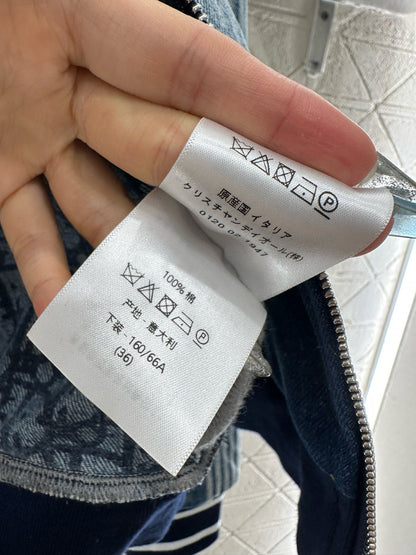 原産国 イタリア
クリスチャンディオール(株)
0120 02 1947
100% 棉
产地 - 意大利
下装 : 160/66A
(36)